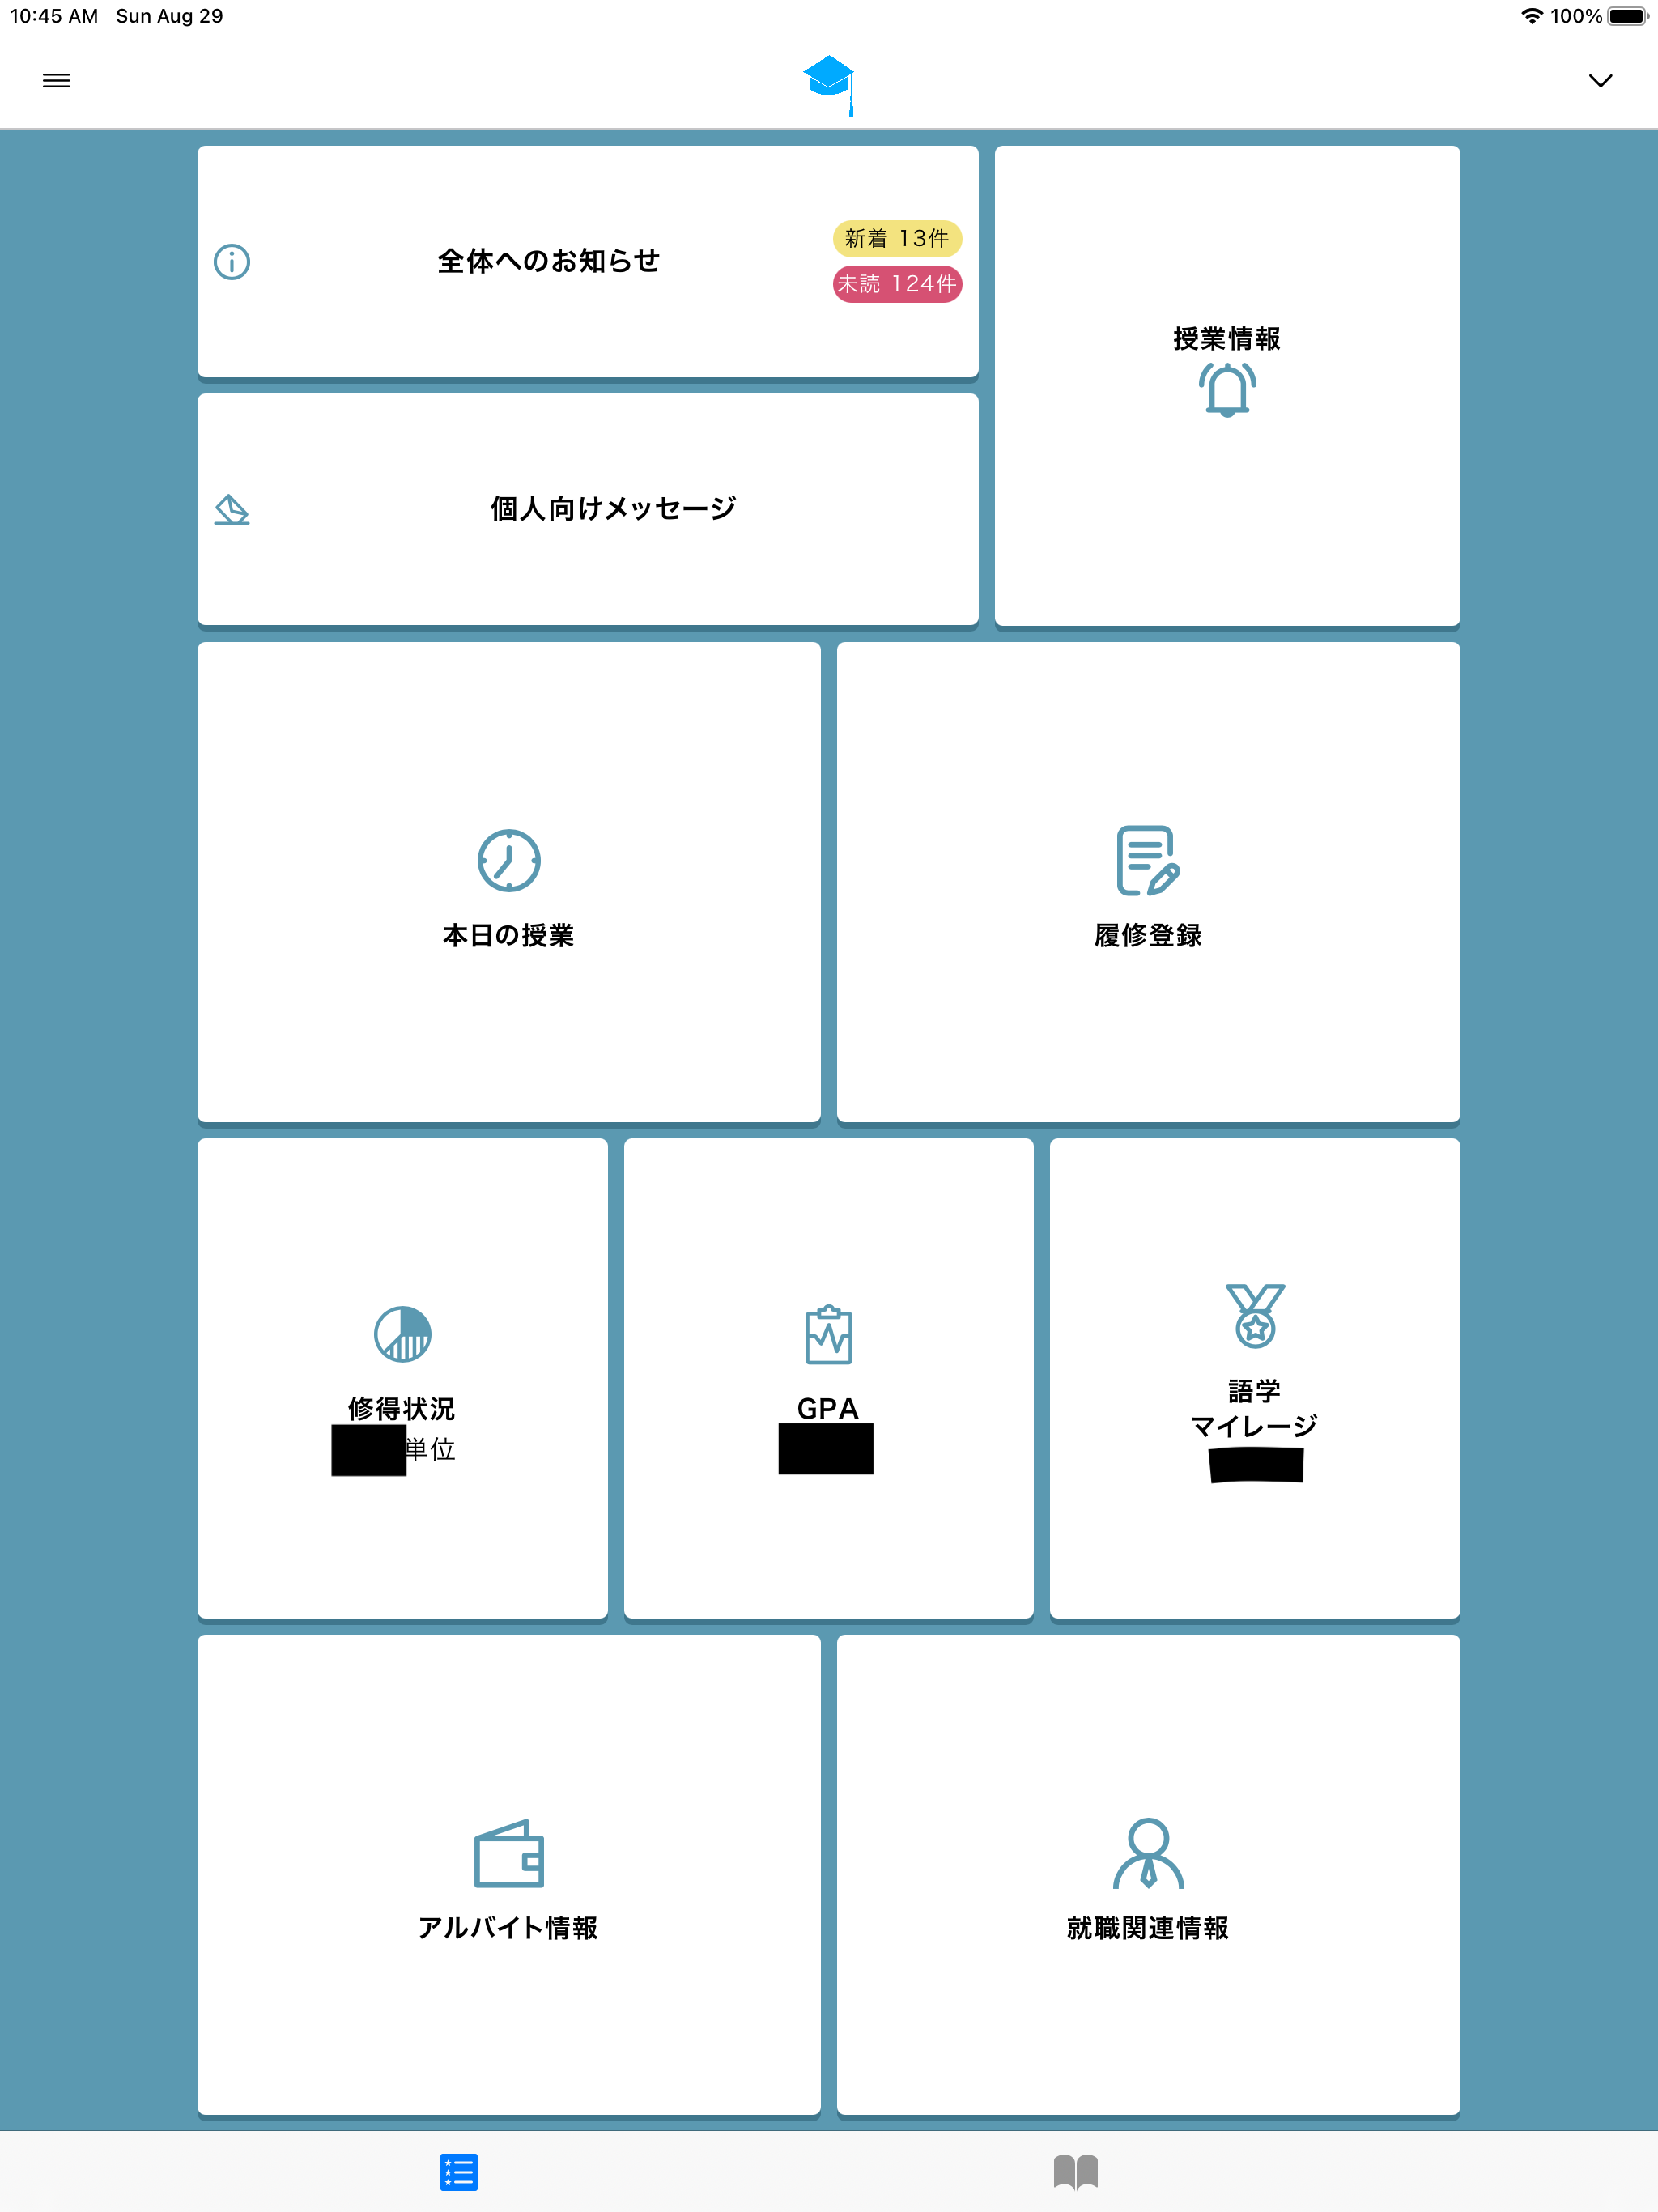 10:45 AM Sun Aug 29
100%
全体へのお知らせ
新着 13件
未読 124件
授業情報
個人向けメッセージ
本日の授業
履修登録
修得状況
単位
GPA
語学
マイレージ
アルバイト情報
就職関連情報